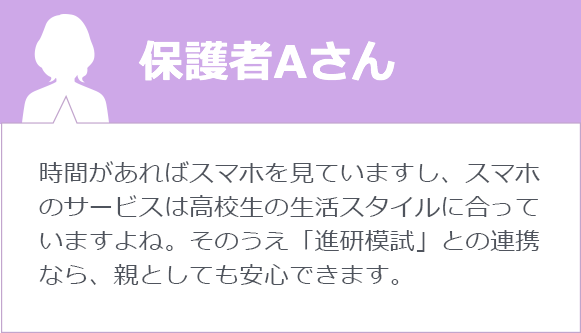 保護者Aさん
時間があればスマホを見ていますし、スマホ
のサービスは高校生の生活スタイルに合って
いますよね。そのうえ「進研模試」との連携
なら、親としても安心できます。